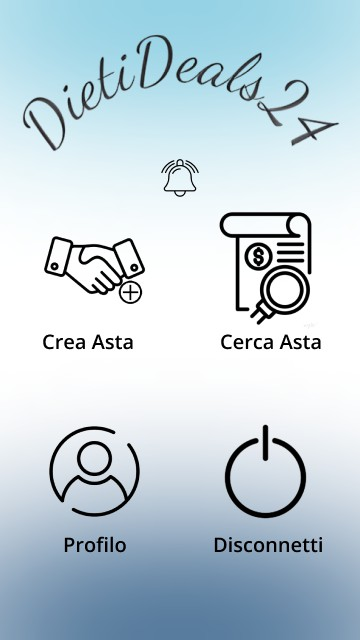 DietiDeals24
$
Crea Asta
Cerca Asta
Profilo
Disconnetti